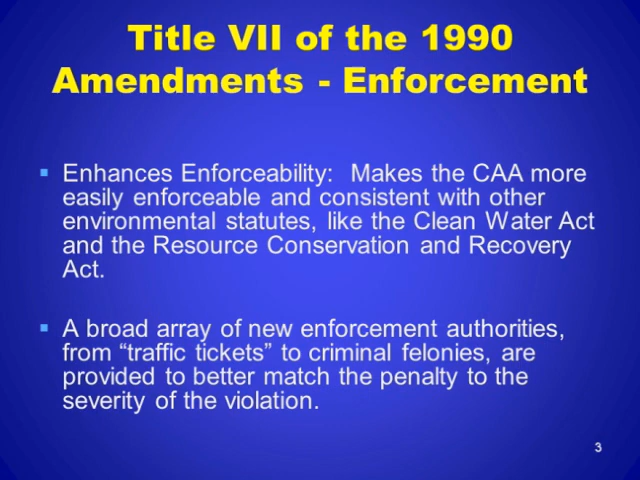 Title VII of the 1990
Amendments - Enforcement
▪ Enhances Enforceability:  Makes the CAA more
easily enforceable and consistent with other
environmental statutes, like the Clean Water Act
and the Resource Conservation and Recovery
Act.
▪ A broad array of new enforcement authorities,
from “traffic tickets” to criminal felonies, are
provided to better match the penalty to the
severity of the violation.
3